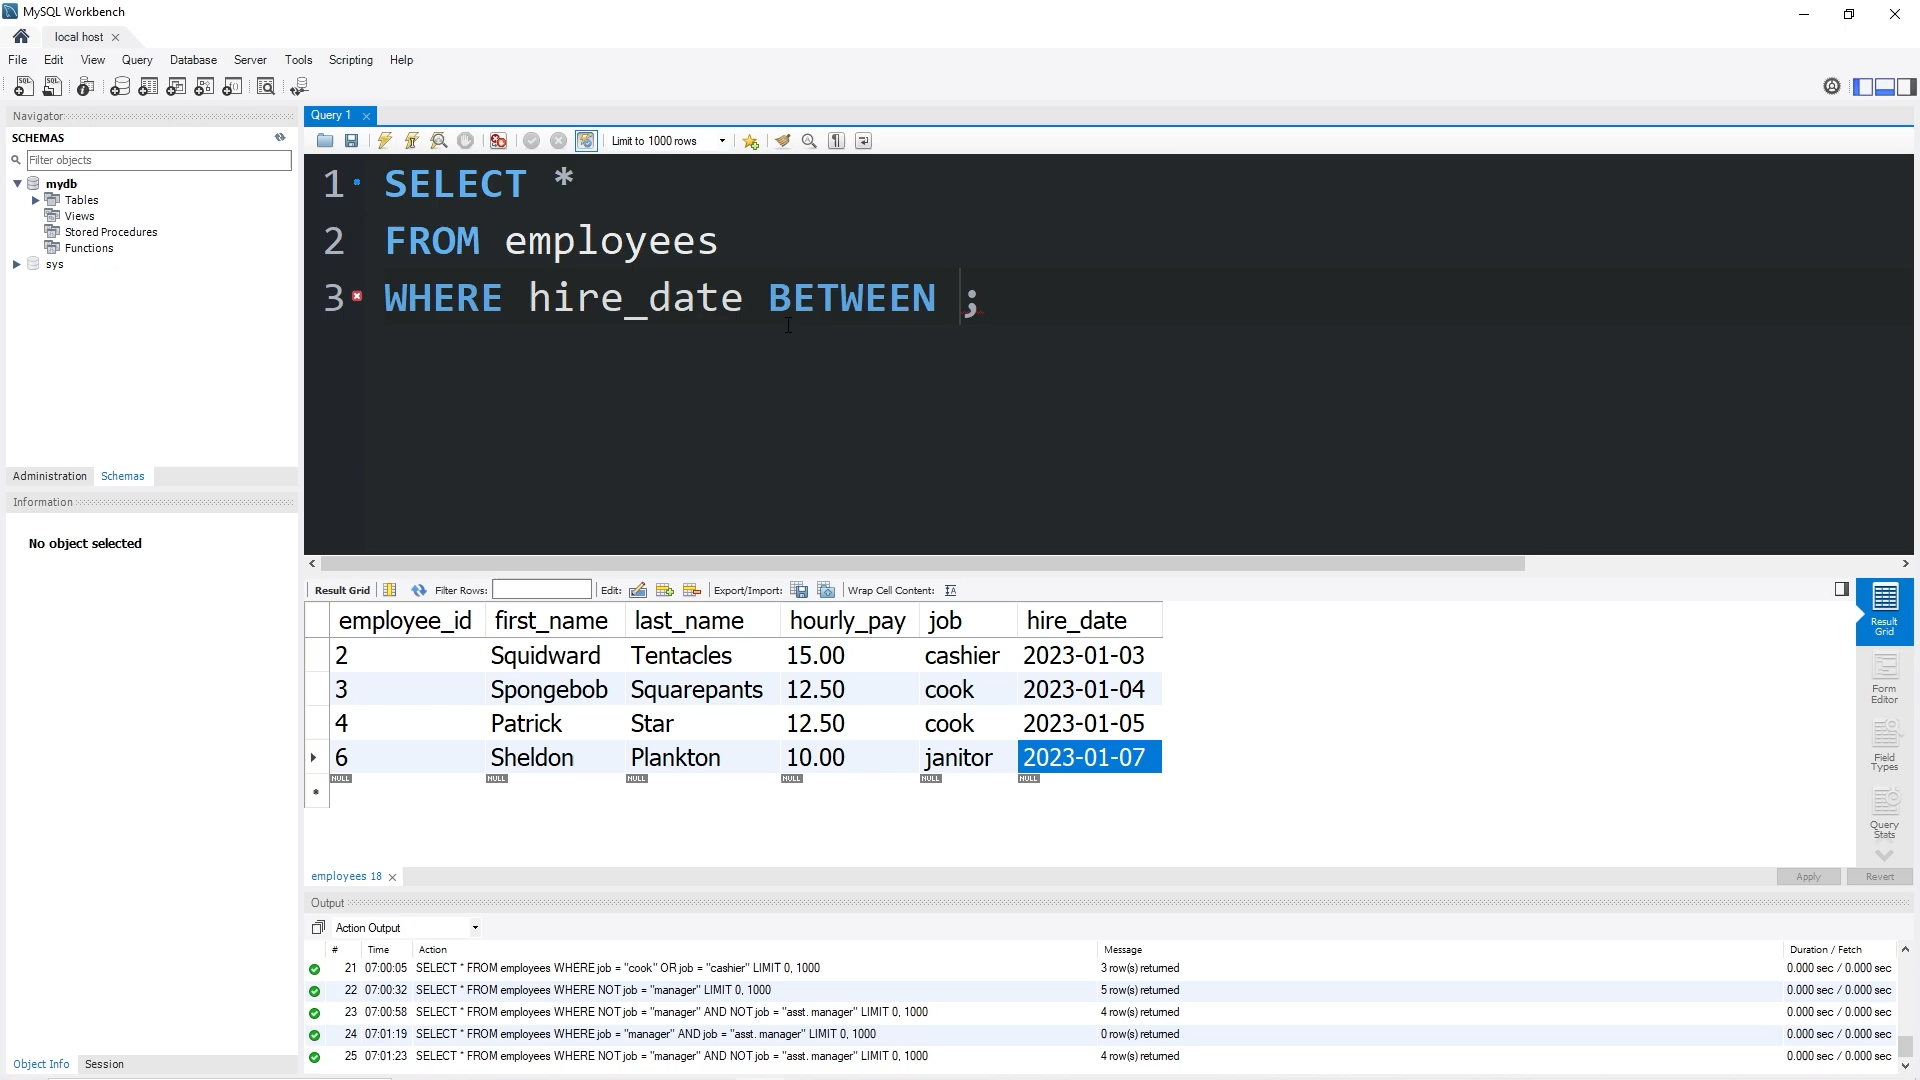 MySQL Workbench
local host
File Edit View Query Database Server Tools Scripting Help
Navigator
SCHEMAS
Filter objects
mydb
Tables
Views
Stored Procedures
Functions
sys
Administration Schemas
Information
No object selected
Object Info Session
Query 1
Limit to 1000 rows
1 SELECT *
2 FROM employees
3 WHERE hire_date BETWEEN ;
Result Grid Filter Rows: Edit: Export/Import: Wrap Cell Content:
employee_id first_name last_name hourly_pay job hire_date
2 Squidward Tentacles 15.00 cashier 2023-01-03
3 Spongebob Squarepants 12.50 cook 2023-01-04
4 Patrick Star 12.50 cook 2023-01-05
6 Sheldon Plankton 10.00 janitor 2023-01-07
NULL NULL NULL NULL NULL NULL
Result
Grid
Form
Editor
Field
Types
Query
Stats
employees 18
Apply Revert
Output
Action Output
# Time Action Message Duration / Fetch
21 07:00:05 SELECT * FROM employees WHERE job = "cook" OR job = "cashier" LIMIT 0, 1000 3 row(s) returned 0.000 sec / 0.000 sec
22 07:00:32 SELECT * FROM employees WHERE NOT job = "manager" LIMIT 0, 1000 5 row(s) returned 0.000 sec / 0.000 sec
23 07:00:58 SELECT * FROM employees WHERE NOT job = "manager" AND NOT job = "asst. manager" LIMIT 0, 1000 4 row(s) returned 0.000 sec / 0.000 sec
24 07:01:19 SELECT * FROM employees WHERE job = "manager" AND job = "asst. manager" LIMIT 0, 1000 0 row(s) returned 0.000 sec / 0.000 sec
25 07:01:23 SELECT * FROM employees WHERE NOT job = "manager" AND NOT job = "asst. manager" LIMIT 0, 1000 4 row(s) returned 0.000 sec / 0.000 sec